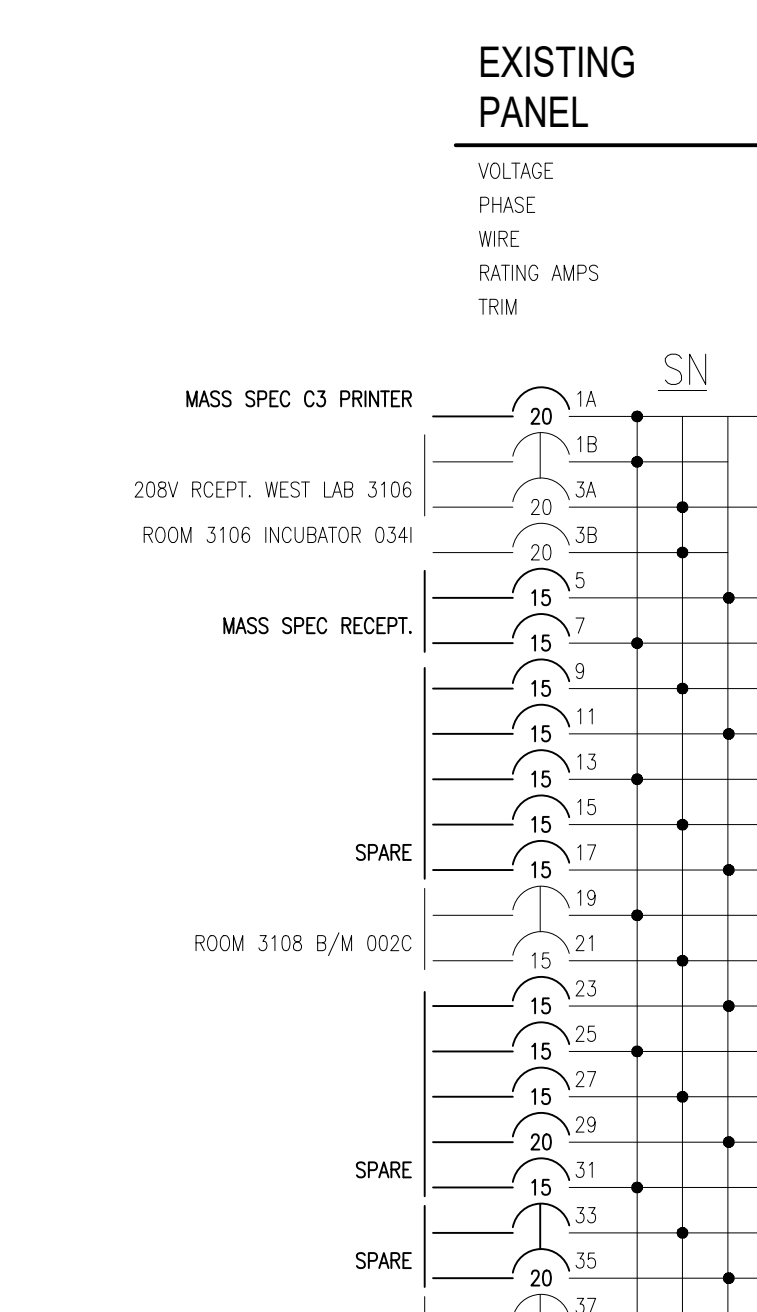 EXISTING
PANEL
VOLTAGE
PHASE
WIRE
RATING AMPS
TRIM
SN
MASS SPEC C3 PRINTER 20 1A
1B
208V RCEPT. WEST LAB 3106 20 3A
ROOM 3106 INCUBATOR 034I 20 3B
15 5
MASS SPEC RECEPT. 15 7
15 9
15 11
15 13
15 15
SPARE 15 17
19
ROOM 3108 B/M 002C 15 21
15 23
15 25
15 27
20 29
SPARE 15 31
33
SPARE 20 35
37